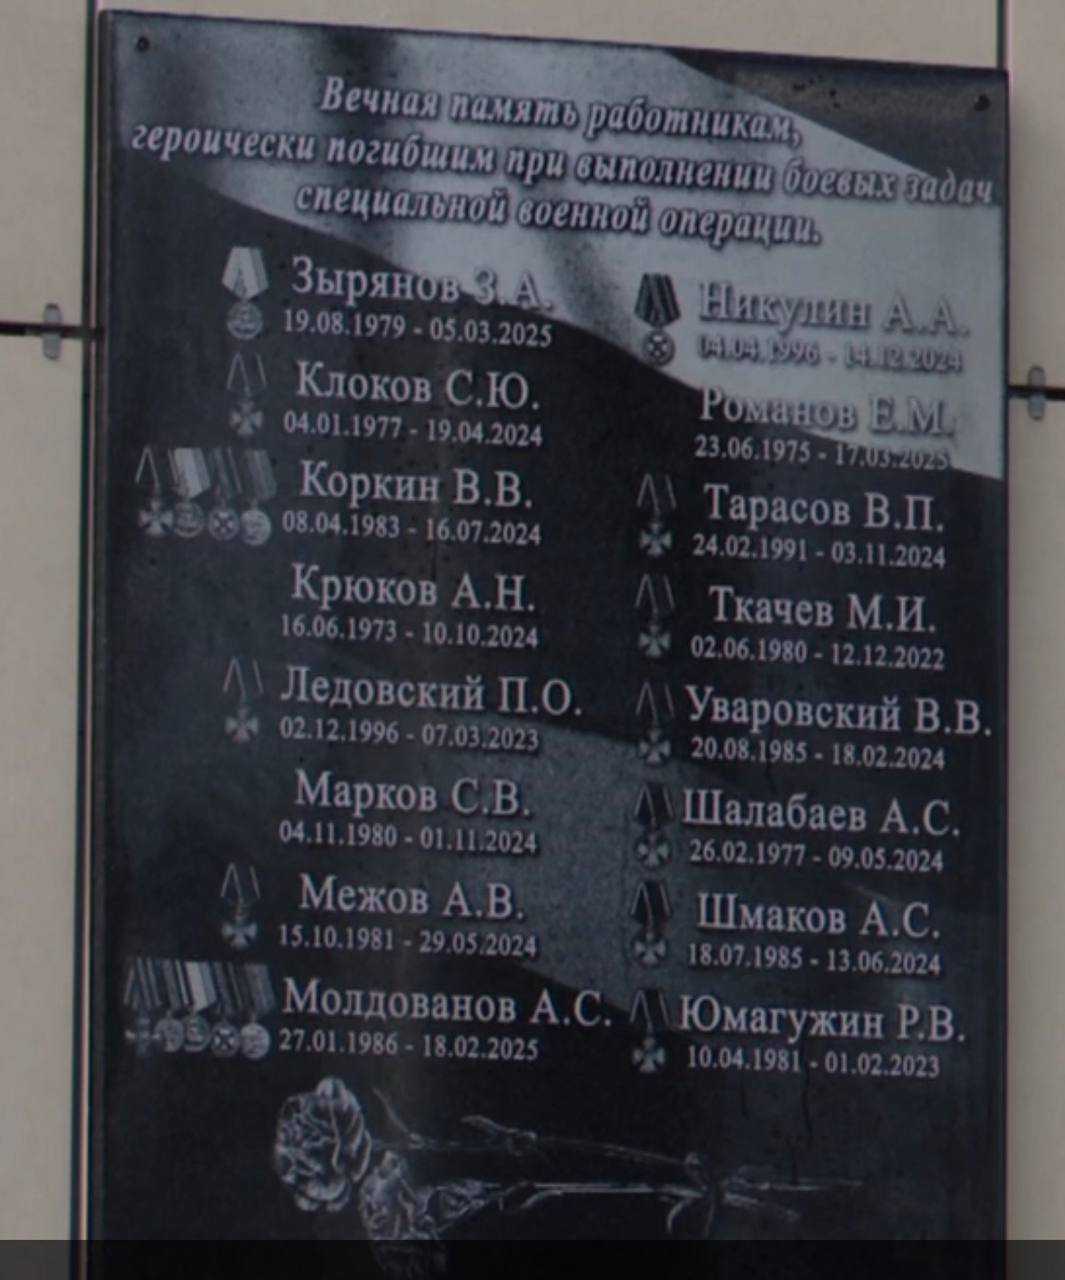 Вечная память работникам,
героически погибшим при выполнении боевых задач
специальной военной операции.
Зырянов З.А.
19.08.1979 - 05.03.2025
Клоков С.Ю.
04.01.1977 - 19.04.2024
Коркин В.В.
08.04.1983 - 16.07.2024
Крюков А.Н.
16.06.1973 - 10.10.2024
Ледовский П.О.
02.12.1996 - 07.03.2023
Марков С.В.
04.11.1980 - 01.11.2024
Межов А.В.
15.10.1981 - 29.05.2024
Молдованов А.С.
27.01.1986 - 18.02.2025
Никулин А.А.
04.04.1996 - 14.12.2024
Романов Е.М.
23.06.1975 - 17.03.2025
Тарасов В.П.
24.02.1991 - 03.11.2024
Ткачев М.И.
02.06.1980 - 12.12.2022
Уваровский В.В.
20.08.1985 - 18.02.2024
Шалабаев А.С.
26.02.1977 - 09.05.2024
Шмаков А.С.
18.07.1985 - 13.06.2024
Юмагужин Р.В.
10.04.1981 - 01.02.2023